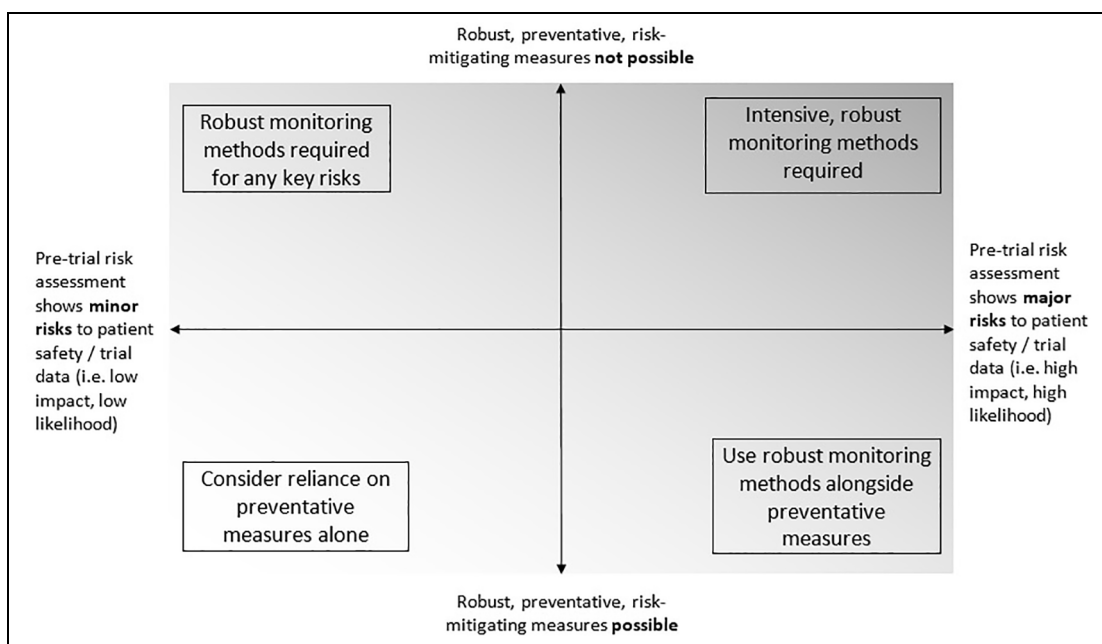 Robust, preventative, risk-
mitigating measures not possible
Robust monitoring
methods required
for any key risks
Intensive, robust
monitoring methods
required
Pre-trial risk
assessment
shows minor
risks to patient
safety / trial
data (i.e. low
impact, low
likelihood)
Pre-trial risk
assessment
shows major
risks to patient
safety / trial
data (i.e. high
impact, high
likelihood)
Consider reliance on
preventative
measures alone
Use robust monitoring
methods alongside
preventative
measures
Robust, preventative, risk-
mitigating measures possible